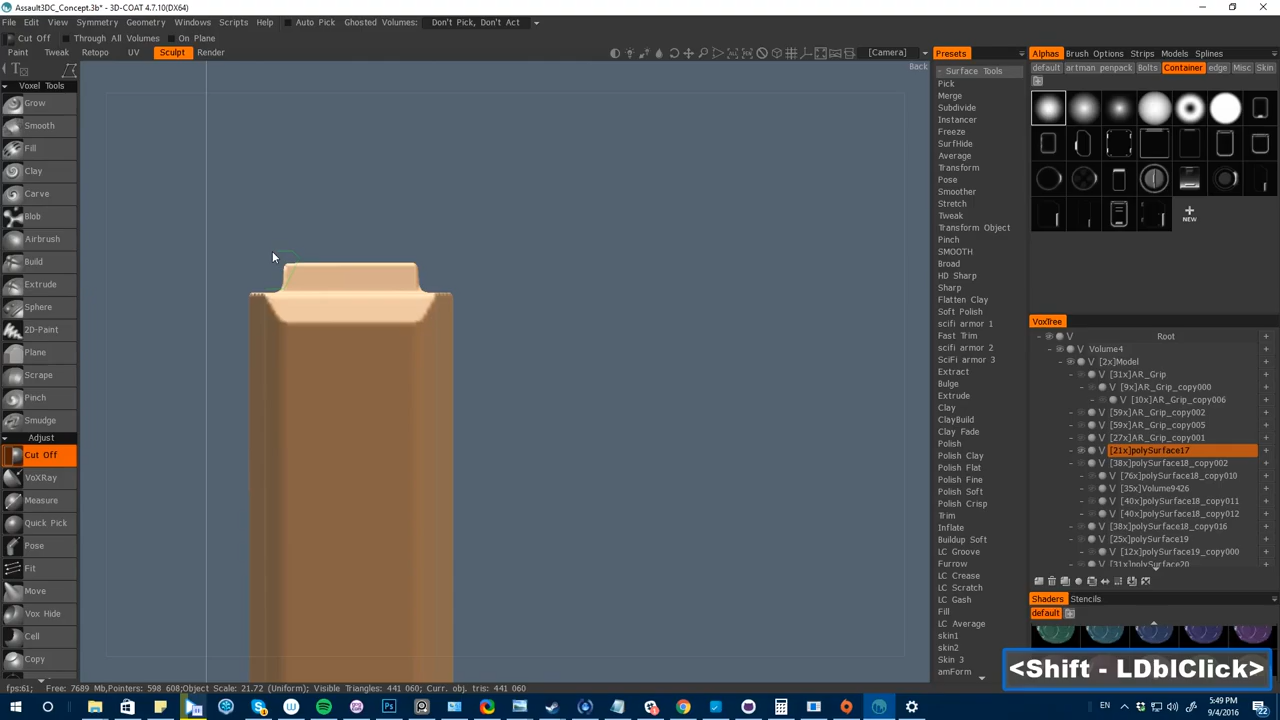 Assault3DC_Concept.3b* - 3D-COAT 4.7.10(DX64)
File Edit View Symmetry Geometry Windows Scripts Help Auto Pick Ghosted Volumes: Don't Pick, Don't Act
Cut Off Through All Volumes On Plane
Paint Tweak Retopo UV Sculpt Render [Camera]
Back
Voxel Tools
Grow
Smooth
Fill
Clay
Carve
Blob
Airbrush
Build
Extrude
Sphere
2D-Paint
Plane
Scrape
Pinch
Smudge
Adjust
Cut Off
VoXRay
Measure
Quick Pick
Pose
Fit
Move
Vox Hide
Cell
Copy
Presets
- Surface Tools
Pick
Merge
Subdivide
Instancer
Freeze
SurfHide
Average
Transform
Pose
Smoother
Stretch
Tweak
Transform Object
Pinch
SMOOTH
Broad
HD Sharp
Sharp
Flatten Clay
Soft Polish
scifi armor 1
Fast Trim
scifi armor 2
SciFi armor 3
Extract
Bulge
Extrude
Clay
ClayBuild
Clay Fade
Polish
Polish Clay
Polish Flat
Polish Fine
Polish Soft
Polish Crisp
Trim
Inflate
Buildup Soft
LC Groove
Furrow
LC Crease
LC Scratch
LC Gash
Fill
LC Average
skin1
skin2
Skin 3
amForm
Alphas Brush Options Strips Models Splines
default artman penpack Bolts Container edge Misc Skin
NEW
VoxTree
V Root
V Volume4
V [2x]Model
V [31x]AR_Grip
V [9x]AR_Grip_copy000
V [10x]AR_Grip_copy006
V [59x]AR_Grip_copy002
V [59x]AR_Grip_copy005
V [27x]AR_Grip_copy001
V [21x]polySurface17
V [38x]polySurface18_copy002
V [76x]polySurface18_copy010
V [35x]Volume9426
V [40x]polySurface18_copy011
V [40x]polySurface18_copy012
V [38x]polySurface18_copy016
V [25x]polySurface19
V [12x]polySurface19_copy000
V [31x]polySurface20
Shaders Stencils
default
<Shift - LDblClick>
fps:61; Free: 7689 Mb,Pointers: 598 608;Object Scale: 21.72 (Uniform); Visible Triangles: 441 060; Curr. obj. tris: 441 060
ENG
5:49 PM
9/4/2016
22